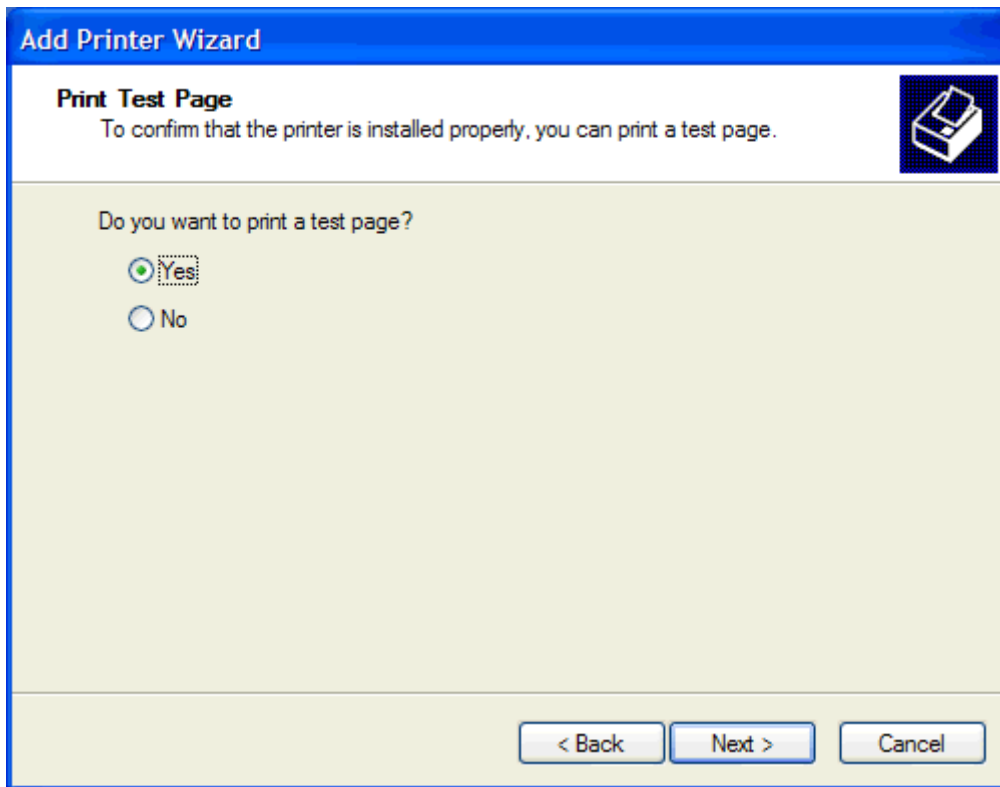 Add Printer Wizard
Print Test Page
To confirm that the printer is installed properly, you can print a test page.
Do you want to print a test page?
Yes
No
< Back
Next >
Cancel